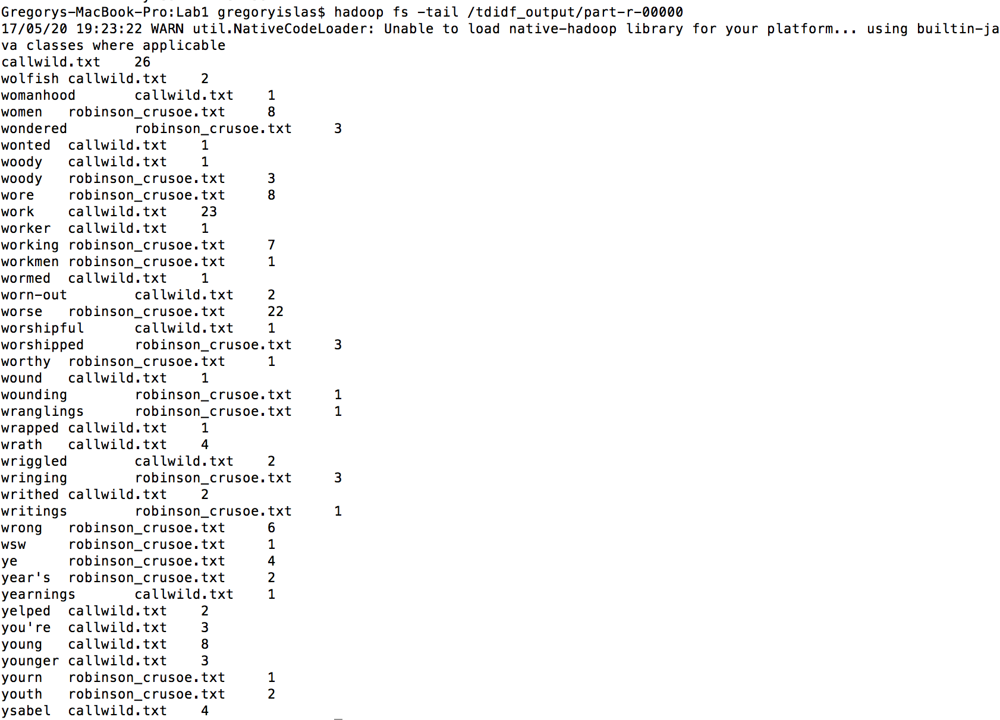 Gregorys-MacBook-Pro:Lab1 gregoryislas$ hadoop fs -tail /tdidf_output/part-r-00000
17/05/20 19:23:22 WARN util.NativeCodeLoader: Unable to load native-hadoop library for your platform... using builtin-ja
va classes where applicable
callwild.txt	26
wolfish	callwild.txt	2
womanhood	callwild.txt	1
women	robinson_crusoe.txt	8
wondered	robinson_crusoe.txt	3
wonted	callwild.txt	1
woody	callwild.txt	1
woody	robinson_crusoe.txt	3
wore	robinson_crusoe.txt	8
work	callwild.txt	23
worker	callwild.txt	1
working	robinson_crusoe.txt	7
workmen	robinson_crusoe.txt	1
wormed	callwild.txt	1
worn-out	callwild.txt	2
worse	robinson_crusoe.txt	22
worshipful	callwild.txt	1
worshipped	robinson_crusoe.txt	3
worthy	robinson_crusoe.txt	1
wound	callwild.txt	1
wounding	robinson_crusoe.txt	1
wranglings	robinson_crusoe.txt	1
wrapped	callwild.txt	1
wrath	callwild.txt	4
wriggled	callwild.txt	2
wringing	robinson_crusoe.txt	3
writhed	callwild.txt	2
writings	robinson_crusoe.txt	1
wrong	robinson_crusoe.txt	6
wsw	robinson_crusoe.txt	1
ye	robinson_crusoe.txt	4
year's	robinson_crusoe.txt	2
yearnings	callwild.txt	1
yelped	callwild.txt	2
you're	callwild.txt	3
young	callwild.txt	8
younger	callwild.txt	3
yourn	robinson_crusoe.txt	1
youth	robinson_crusoe.txt	2
ysabel	callwild.txt	4